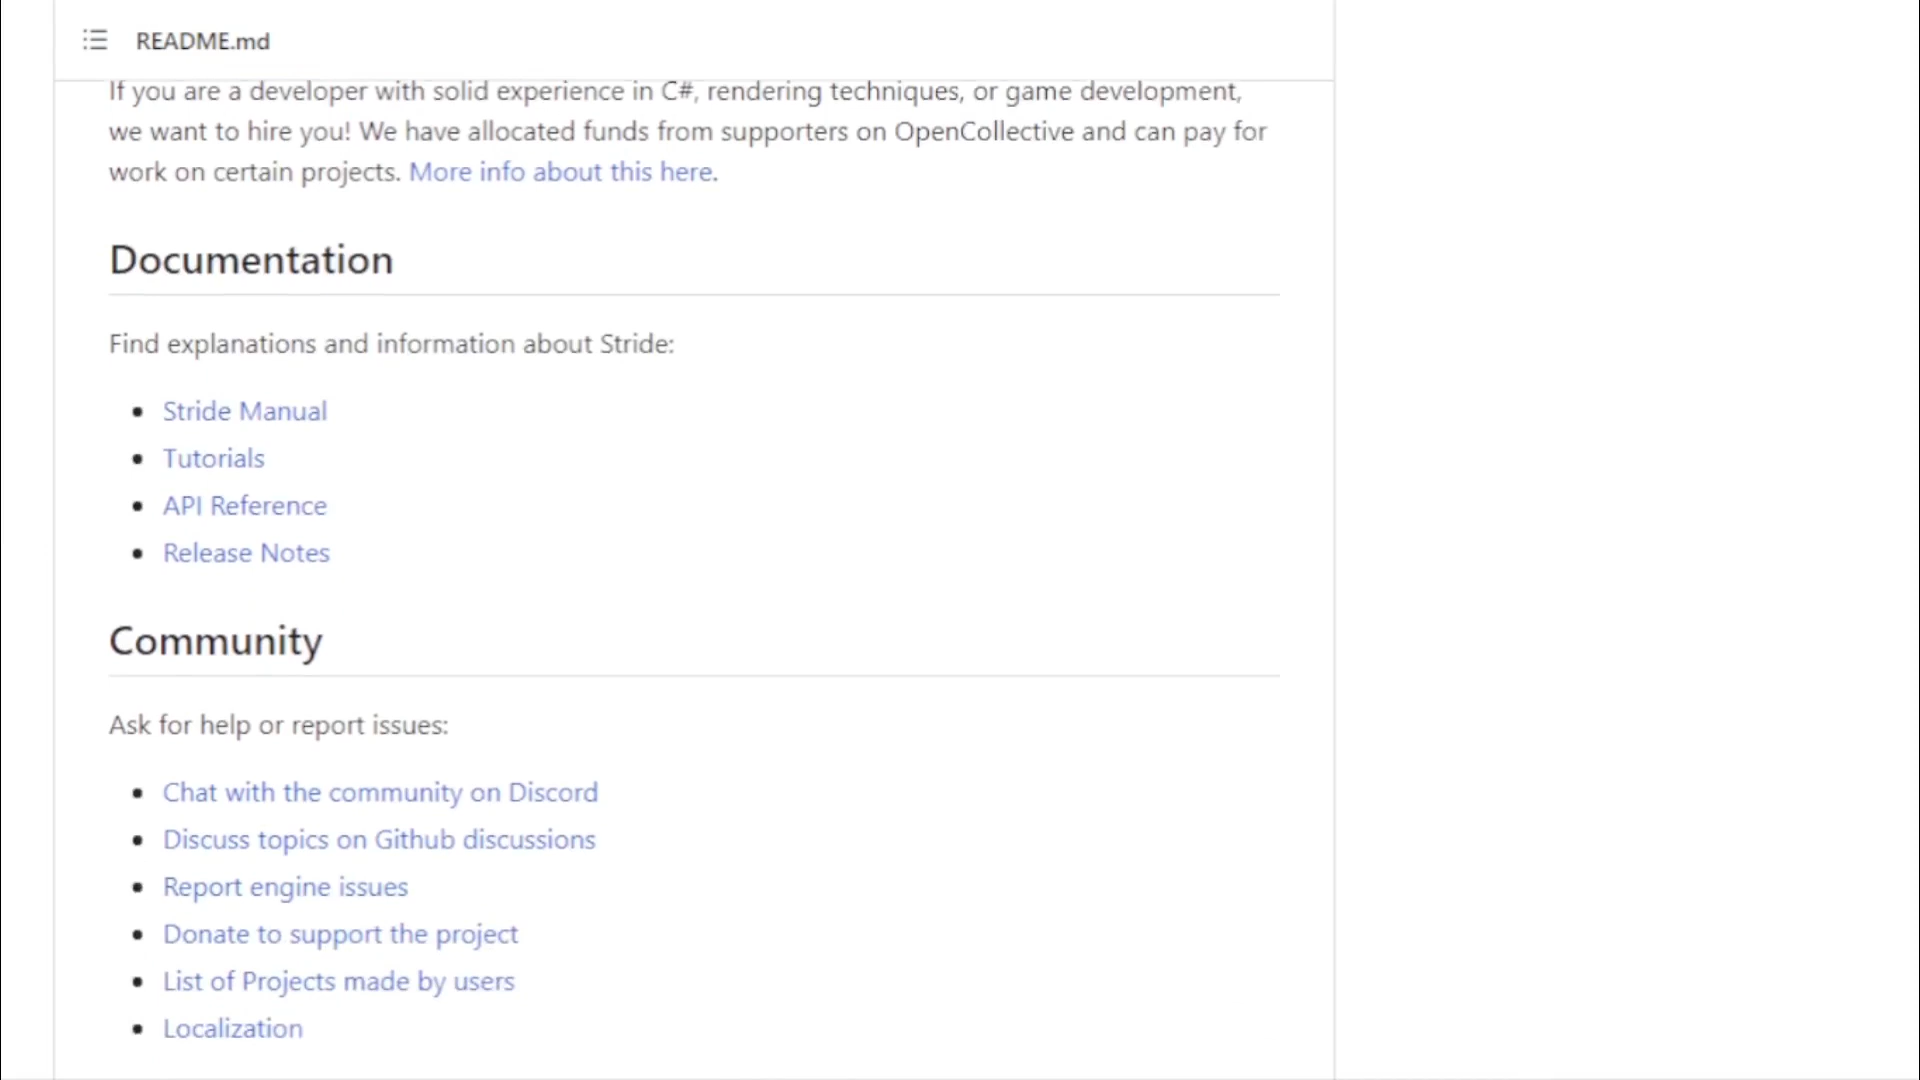 README.md
If you are a developer with solid experience in C#, rendering techniques, or game development,
we want to hire you! We have allocated funds from supporters on OpenCollective and can pay for
work on certain projects. More info about this here.
Documentation
Find explanations and information about Stride:
Stride Manual
Tutorials
API Reference
Release Notes
Community
Ask for help or report issues:
Chat with the community on Discord
Discuss topics on Github discussions
Report engine issues
Donate to support the project
List of Projects made by users
Localization